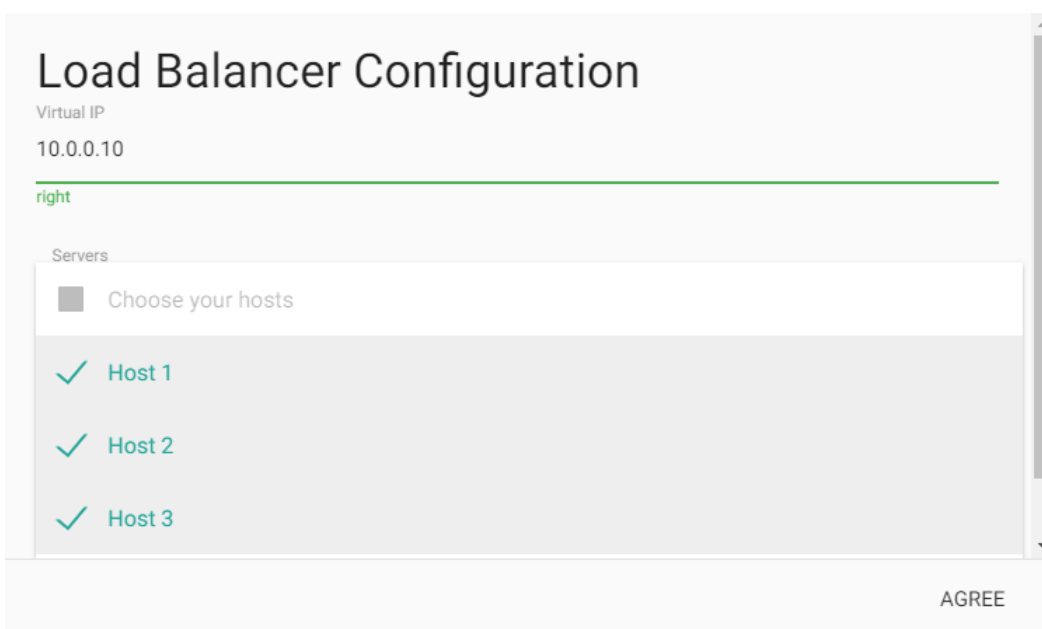 Load Balancer Configuration
Virtual IP
10.0.0.10
right
Servers
Choose your hosts
Host 1
Host 2
Host 3
AGREE